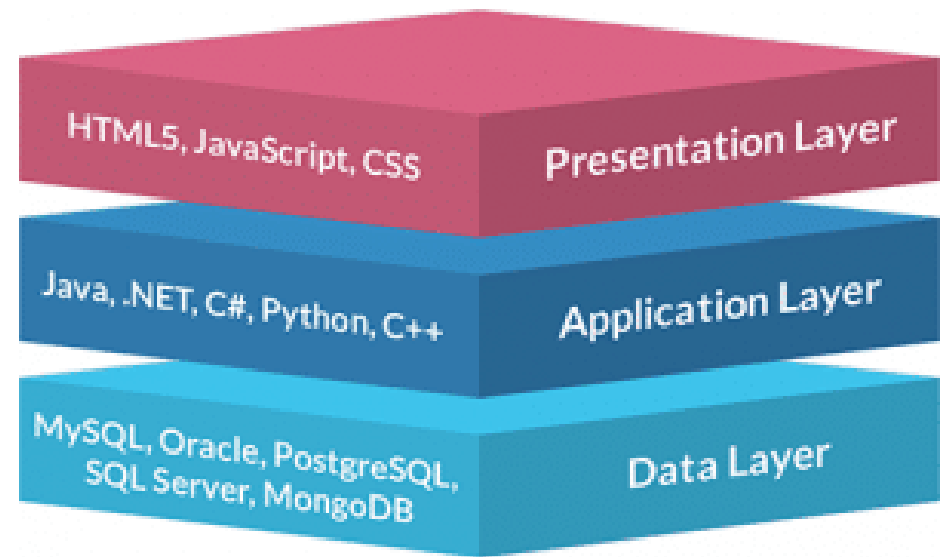 HTML5, JavaScript, CSS
Presentation Layer
Java, .NET, C#, Python, C++
Application Layer
MySQL, Oracle, PostgreSQL,
SQL Server, MongoDB
Data Layer